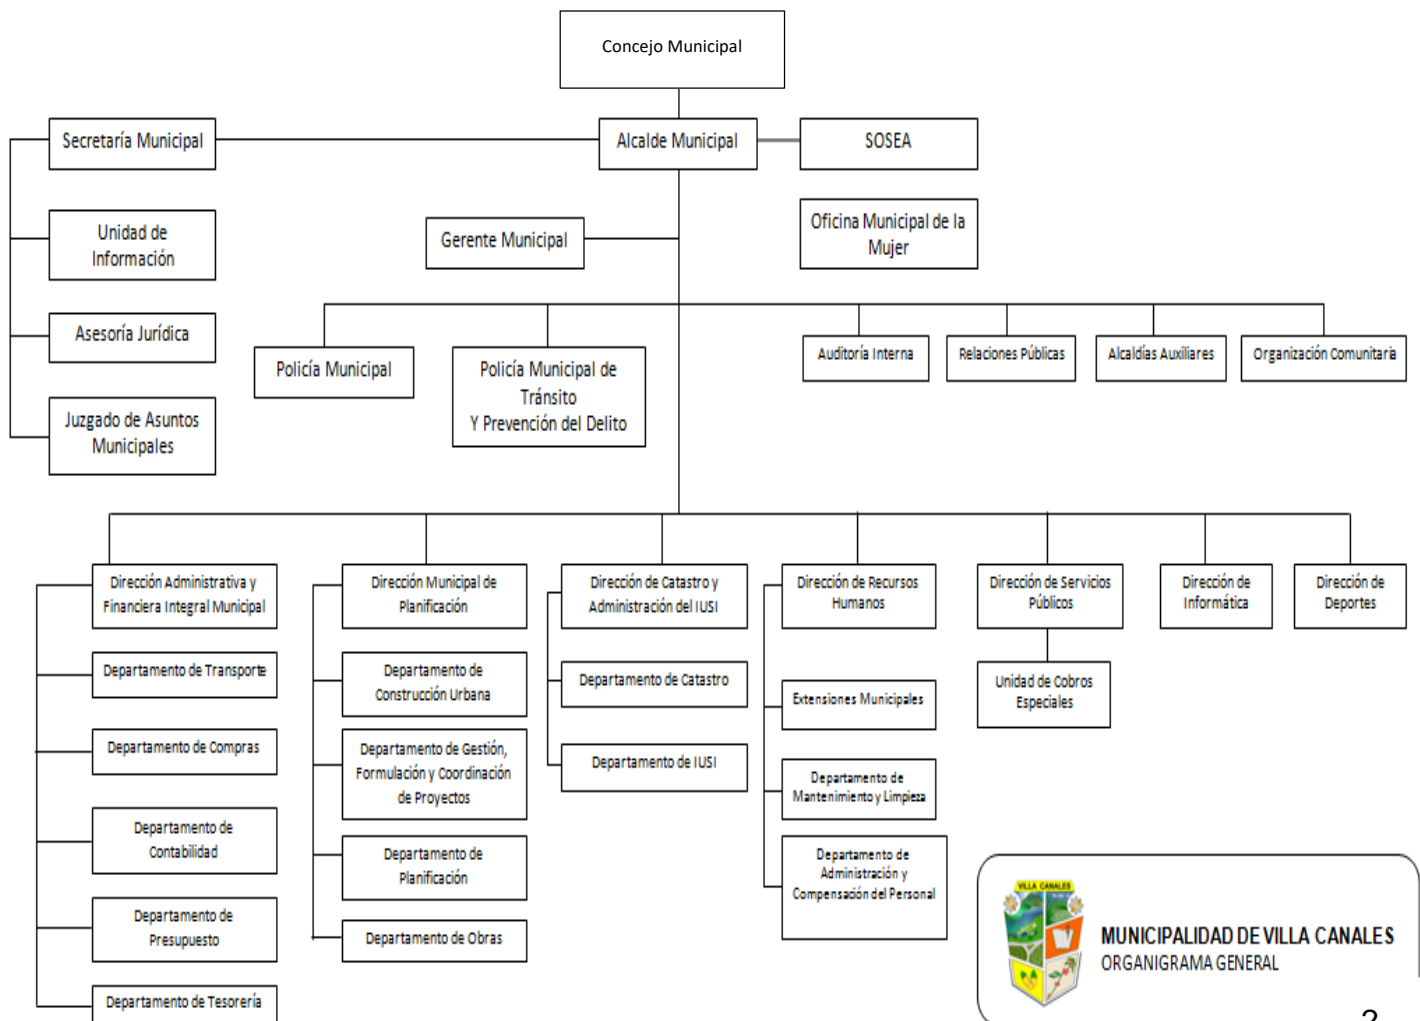 Concejo Municipal
Secretaría Municipal
Alcalde Municipal
SOSEA
Unidad de
Información
Gerente Municipal
Oficina Municipal de la
Mujer
Asesoría Jurídica
Juzgado de Asuntos
Municipales
Policía Municipal
Policía Municipal de
Tránsito
Y Prevención del Delito
Auditoría Interna
Relaciones Públicas
Alcaldías Auxiliares
Organización Comunitaria
Dirección Administrativa y
Financiera Integral Municipal
Departamento de Transporte
Departamento de Compras
Departamento de
Contabilidad
Departamento de
Presupuesto
Departamento de Tesorería
Dirección Municipal de
Planificación
Departamento de
Construcción Urbana
Departamento de Gestión,
Formulación y Coordinación
de Proyectos
Departamento de
Planificación
Departamento de Obras
Dirección de Catastro y
Administración del IUSI
Departamento de Catastro
Departamento de IUSI
Dirección de Recursos
Humanos
Extensiones Municipales
Departamento de
Mantenimiento y Limpieza
Departamento de
Administración y
Compensación del Personal
Dirección de Servicios
Públicos
Unidad de Cobros
Especiales
Dirección de
Informática
Dirección de
Deportes
VILLA CANALES
MUNICIPALIDAD DE VILLA CANALES
ORGANIGRAMA GENERAL
2